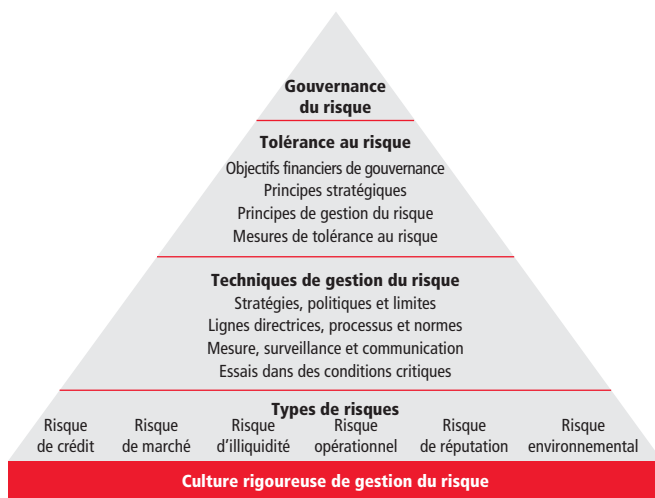 Gouvernance
du risque
Tolérance au risque
Objectifs financiers de gouvernance
Principes stratégiques
Principes de gestion du risque
Mesures de tolérance au risque
Techniques de gestion du risque
Stratégies, politiques et limites
Lignes directrices, processus et normes
Mesure, surveillance et communication
Essais dans des conditions critiques
Types de risques
Risque
de crédit
Risque
de marché
Risque
d'illiquidité
Risque
opérationnel
Risque
de réputation
Risque
environnemental
Culture rigoureuse de gestion du risque